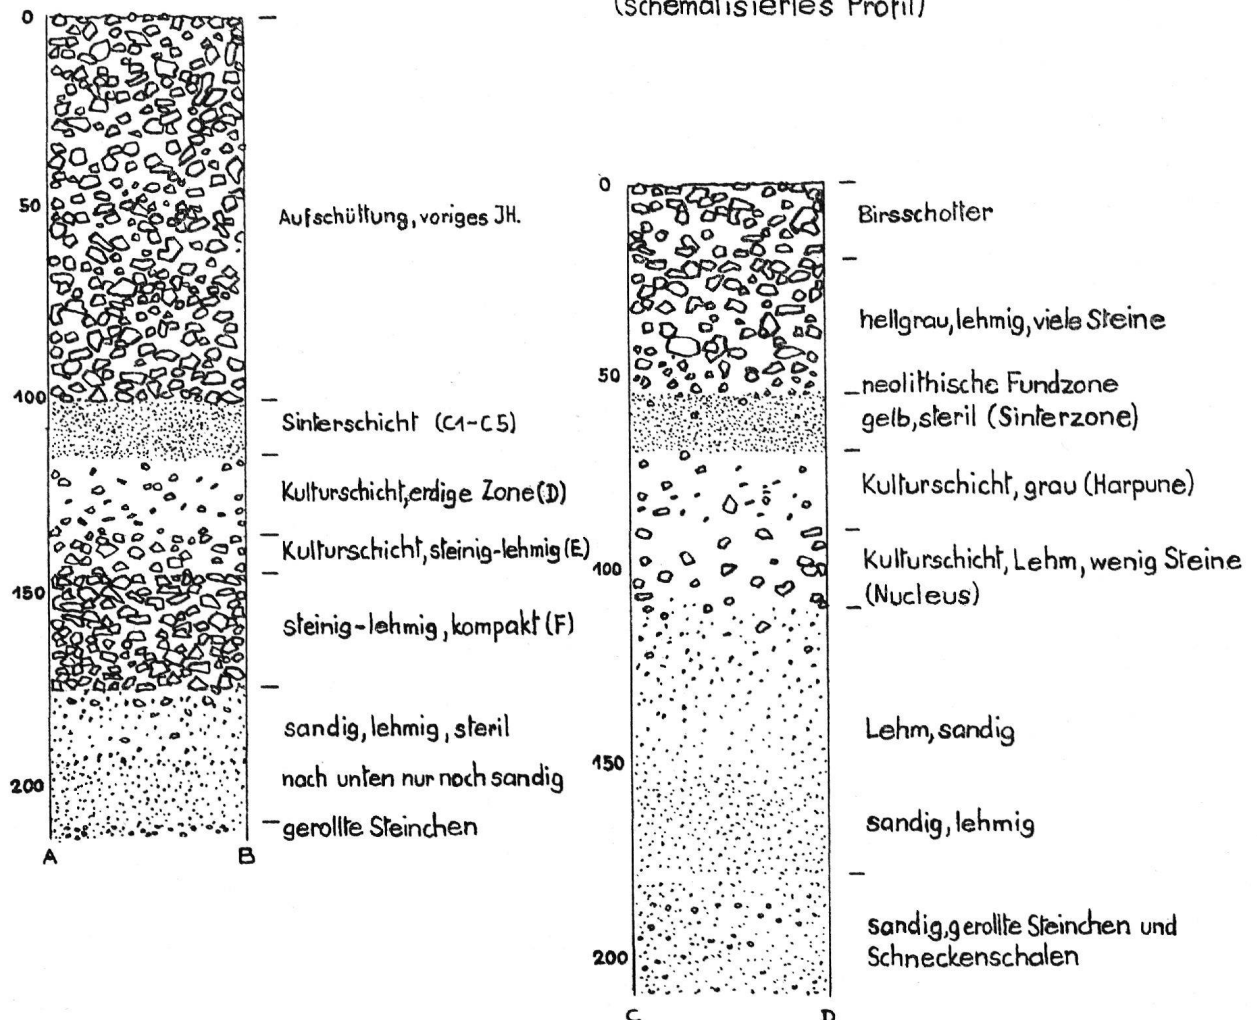 (Schematisiertes Profil)
0
50
100
150
200
A
B
Aufschüttung, voriges JH.
Sinterschicht (C1-C5)
Kulturschicht, erdige Zone (D)
Kulturschicht, steinig-lehmig (E)
steinig-lehmig, kompakt (F)
sandig, lehmig, steril
nach unten nur noch sandig
gerollte Steinchen
0
50
100
150
200
C
D
Birsschotter
hellgrau, lehmig, viele Steine
neolithische Fundzone
gelb, steril (Sinterzone)
Kulturschicht, grau (Harpune)
Kulturschicht, Lehm, wenig Steine
(Nucleus)
Lehm, sandig
sandig, lehmig
sandig, gerollte Steinchen und
Schneckenschalen